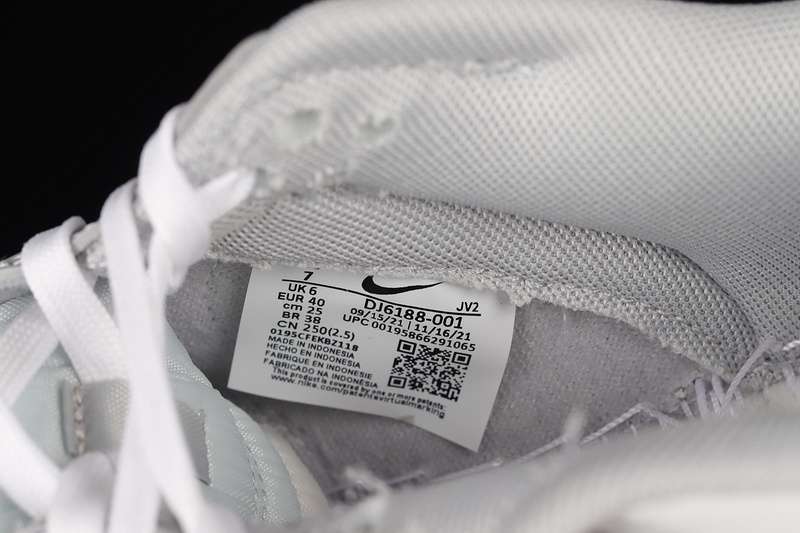 7
UK 6
EUR 40
cm 25
BR 38
CN 250(2.5)
DJ6188-001 JV2
09/15/21 | 11/16/21
UPC 00195866291065
0195CFEKBZ118
MADE IN INDONESIA
HECHO EN INDONESIA
FABRIQUE EN INDONESIE
FABRICADO NA INDONESIA
This product is covered by one or more patents:
www.nike.com/patentvirtualmarking